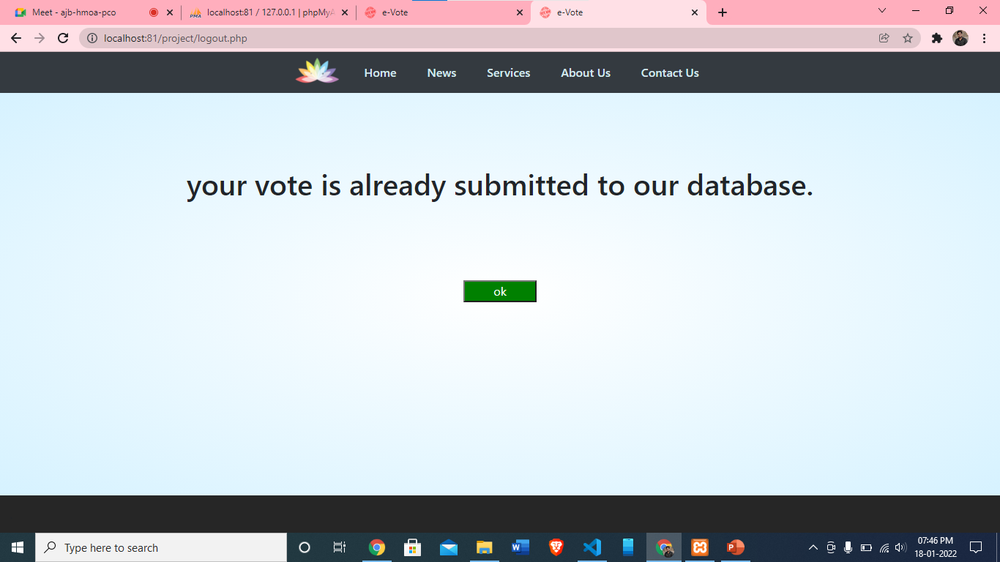 Meet - ajb-hmoa-pco
localhost:81 / 127.0.0.1 | phpMyA
e-Vote
e-Vote
localhost:81/project/logout.php
Home News Services About Us Contact Us
your vote is already submitted to our database.
ok
Type here to search
07:46 PM
18-01-2022